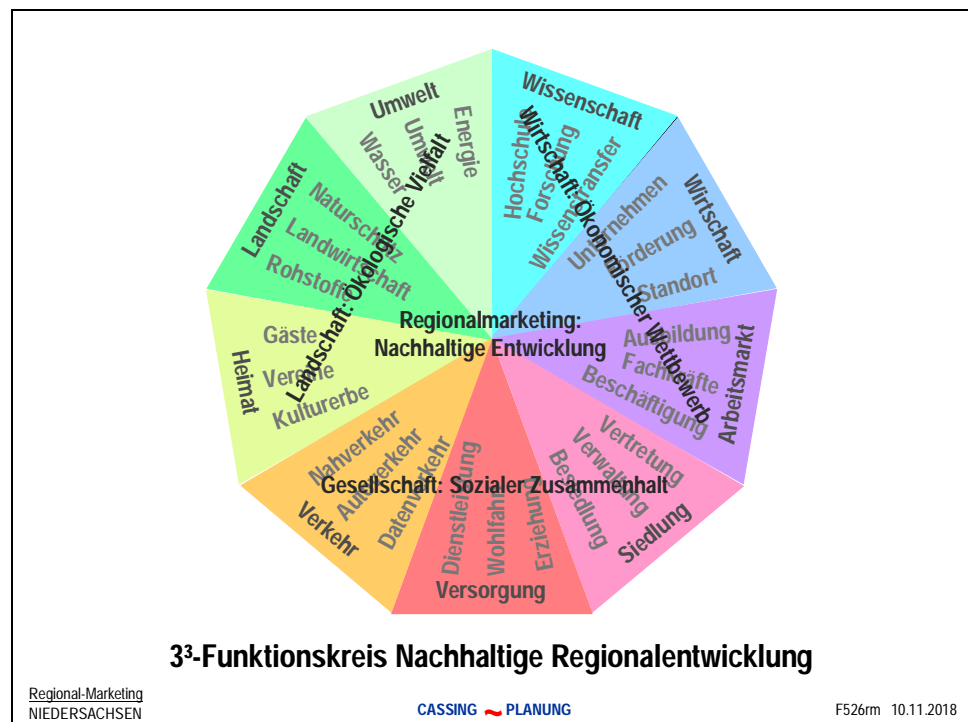 Umwelt
Wasser
Umwelt
Energie
Wissenschaft
Hochschule
Forschung
Wissenstransfer
Wirtschaft
Unternehmen
Förderung
Standort
Arbeitsmarkt
Ausbildung
Fachkräfte
Beschäftigung
Siedlung
Vertretung
Verwaltung
Besiedlung
Versorgung
Erziehung
Wohlfahrt
Dienstleistung
Verkehr
Datenverkehr
Autoverkehr
Nahverkehr
Heimat
Kulturerbe
Vereine
Gäste
Landschaft
Rohstoffe
Landwirtschaft
Naturschutz
Landschaft: Ökologische Vielfalt
Wirtschaft: Ökonomischer Wettbewerb
Regionalmarketing:
Nachhaltige Entwicklung
Gesellschaft: Sozialer Zusammenhalt
3³-Funktionskreis Nachhaltige Regionalentwicklung
Regional-Marketing
NIEDERSACHSEN
CASSING PLANUNG
F526rm 10.11.2018